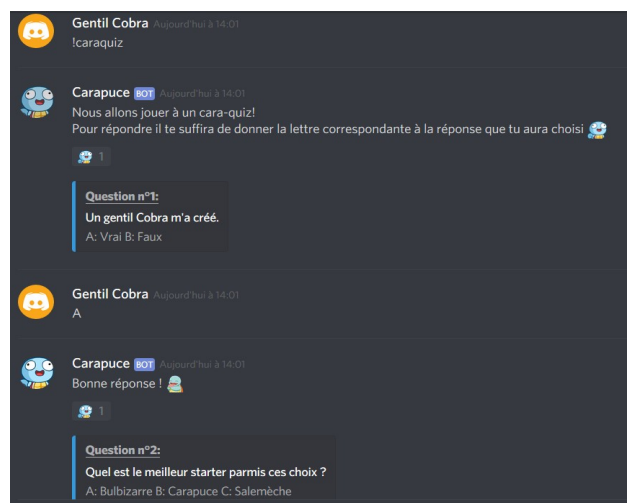 Gentil Cobra Aujourd'hui à 14:01
!caraquiz
Carapuce BOT Aujourd'hui à 14:01
Nous allons jouer à un cara-quiz!
Pour répondre il te suffira de donner la lettre correspondante à la réponse que tu aura choisi
1
Question n°1:
Un gentil Cobra m'a créé.
A: Vrai B: Faux
Gentil Cobra Aujourd'hui à 14:01
A
Carapuce BOT Aujourd'hui à 14:01
Bonne réponse !
1
Question n°2:
Quel est le meilleur starter parmis ces choix ?
A: Bulbizarre B: Carapuce C: Salemèche